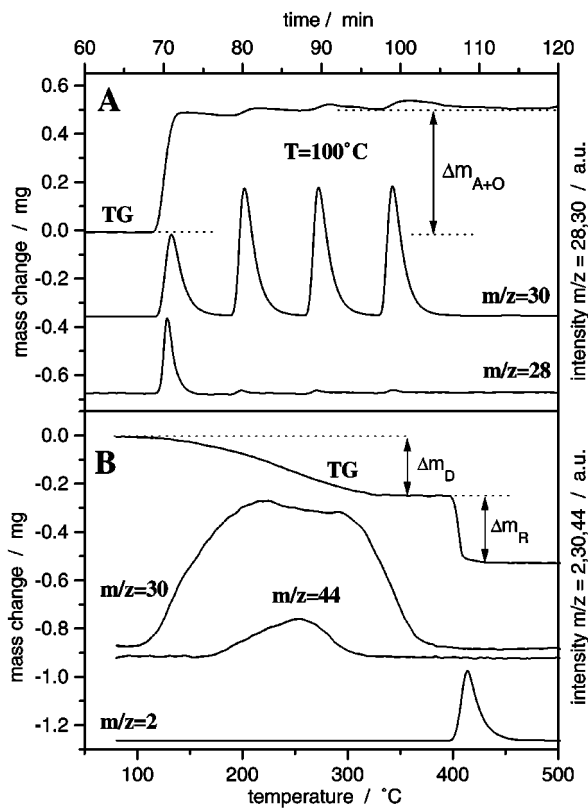 time / min
60 70 80 90 100 110 120
A
0.6
0.4
0.2
0.0
-0.2
-0.4
-0.6
mass change / mg
T=100°C
Δm A+O
TG
m/z=30
m/z=28
intensity m/z = 28,30 / a.u.
B
0.0
-0.2
-0.4
-0.6
-0.8
-1.0
-1.2
mass change / mg
TG
Δm D
Δm R
m/z=30
m/z=44
m/z=2
intensity m/z = 2,30,44 / a.u.
100 200 300 400 500
temperature / °C